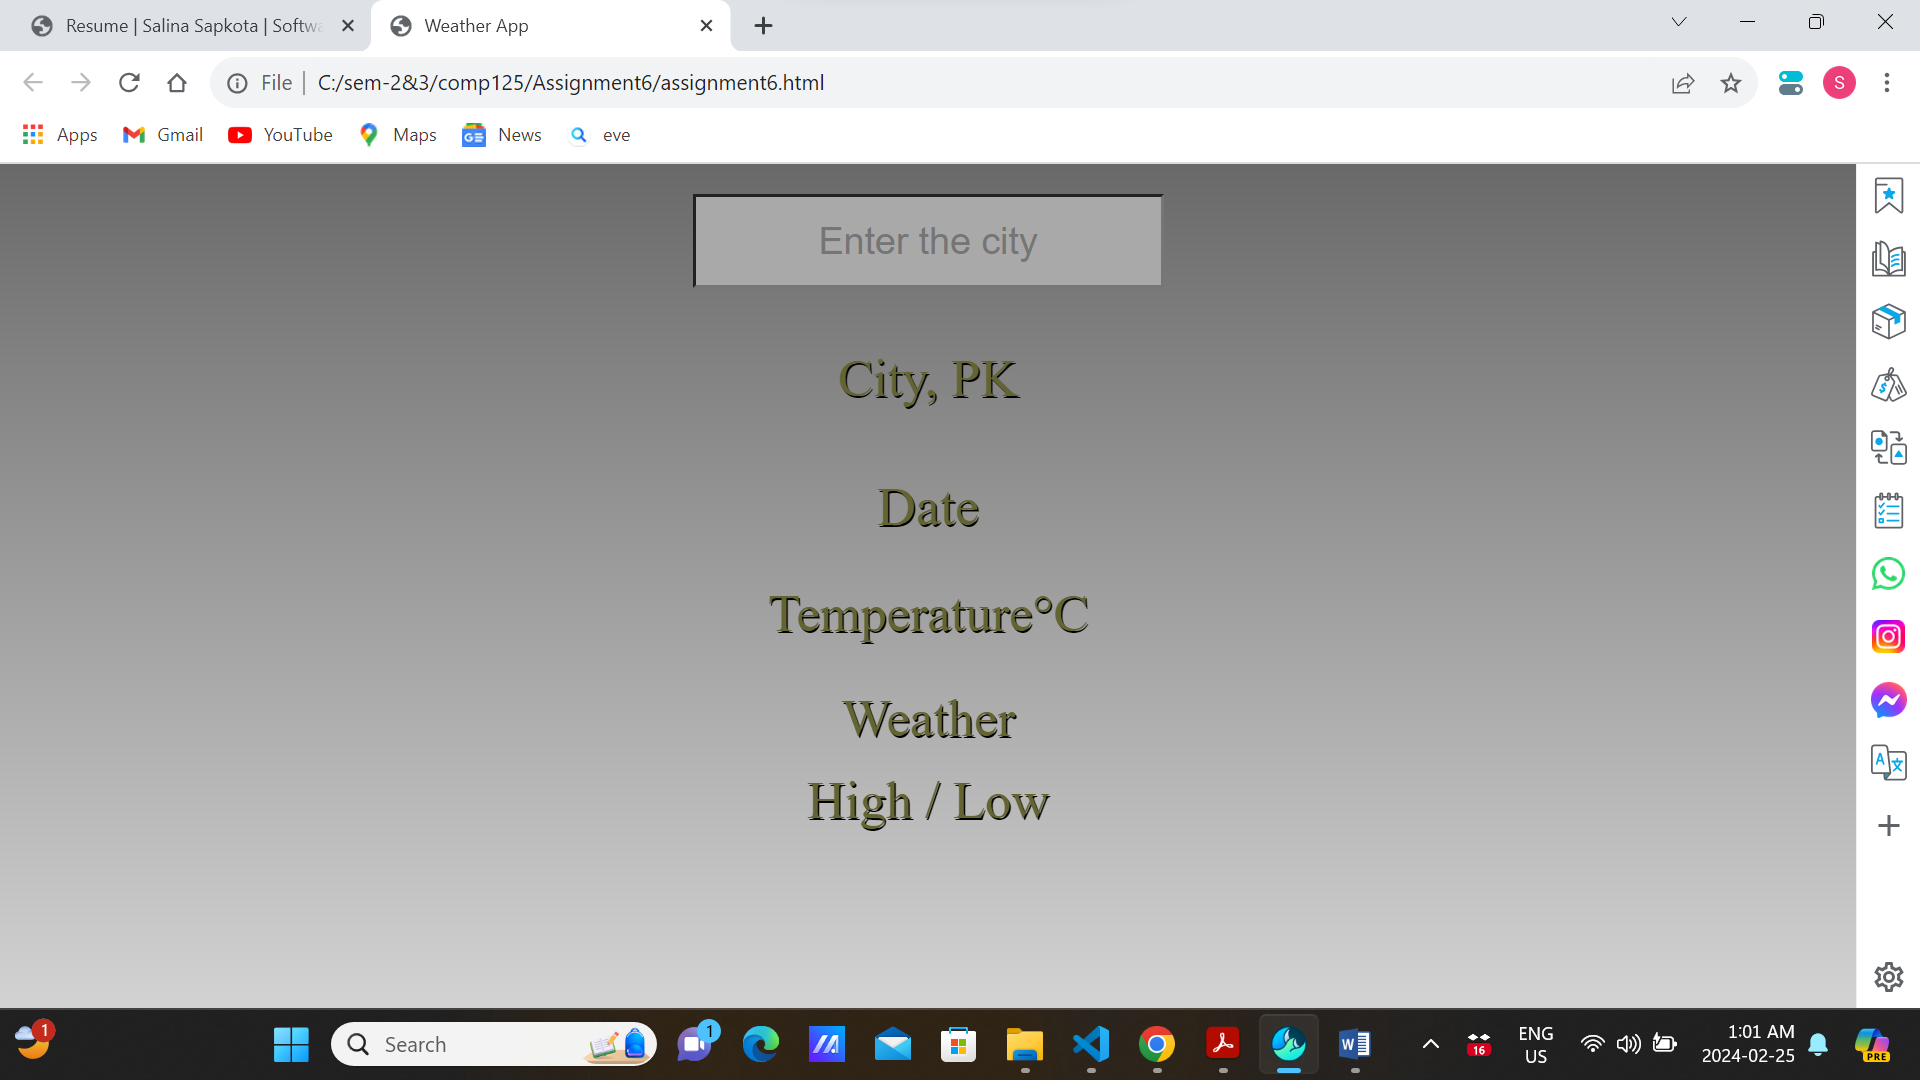 Resume | Salina Sapkota | Softwa
Weather App
File
C:/sem-2&3/comp125/Assignment6/assignment6.html
S
Apps
Gmail
YouTube
Maps
GE
News
eve
Enter the city
City, PK
Date
Temperature°C
Weather
High / Low
1
Search
1
16
ENG
US
1:01 AM
2024-02-25
PRE